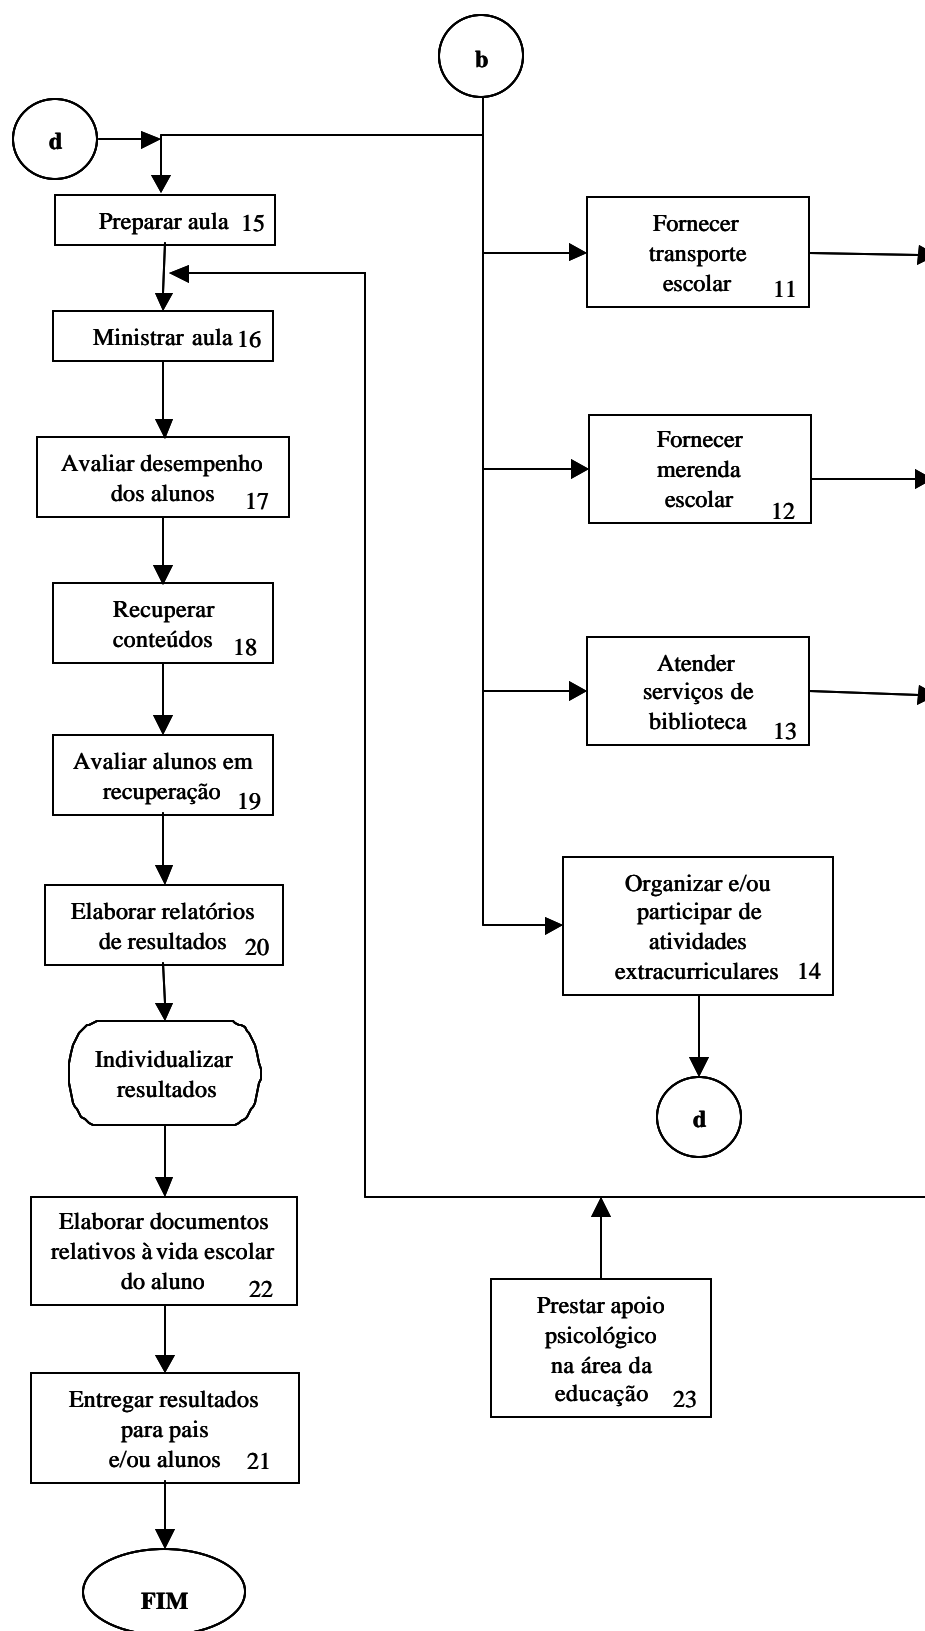 b
d
Preparar aula 15
Ministrar aula 16
Avaliar desempenho
dos alunos 17
Recuperar
conteúdos 18
Avaliar alunos em
recuperação 19
Elaborar relatórios
de resultados 20
Individualizar
resultados
Elaborar documentos
relativos à vida escolar
do aluno 22
Entregar resultados
para pais
e/ou alunos 21
FIM
Fornecer
transporte
escolar 11
Fornecer
merenda
escolar 12
Atender
serviços de
biblioteca 13
Organizar e/ou
participar de
atividades
extracurriculares 14
d
Prestar apoio
psicológico
na área da
educação 23